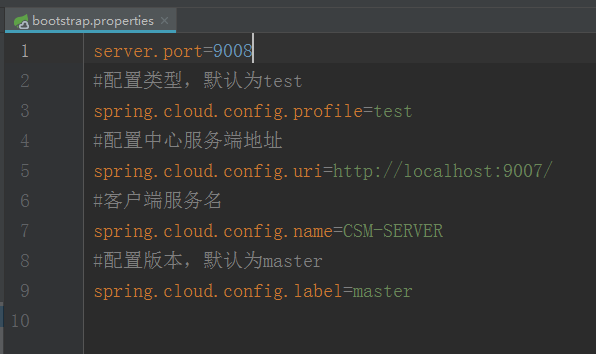 bootstrap.properties
1 server.port=9008
2 #配置类型，默认为test
3 spring.cloud.config.profile=test
4 #配置中心服务端地址
5 spring.cloud.config.uri=http://localhost:9007/
6 #客户端服务名
7 spring.cloud.config.name=CSM-SERVER
8 #配置版本，默认为master
9 spring.cloud.config.label=master
10